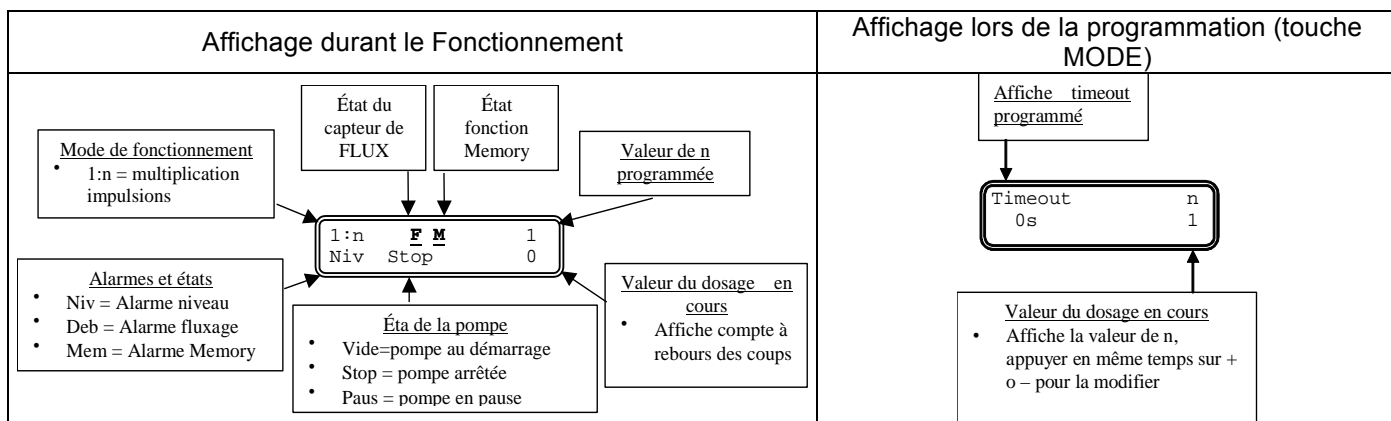 Affichage durant le Fonctionnement
Affichage lors de la programmation (touche
MODE)
État du
capteur de
FLUX
État
fonction
Memory
Mode de fonctionnement
• 1:n = multiplication
impulsions
Valeur de n
programmée
1:n F M 1
Niv Stop 0
Alarmes et états
• Niv = Alarme niveau
• Deb = Alarme fluxage
• Mem = Alarme Memory
Éta de la pompe
• Vide=pompe au démarrage
• Stop = pompe arrêtée
• Paus = pompe en pause
Valeur du dosage en
cours
• Affiche compte à
rebours des coups
Affiche timeout
programmé
Timeout n
0s 1
Valeur du dosage en cours
• Affiche la valeur de n,
appuyer en même temps sur +
o – pour la modifier